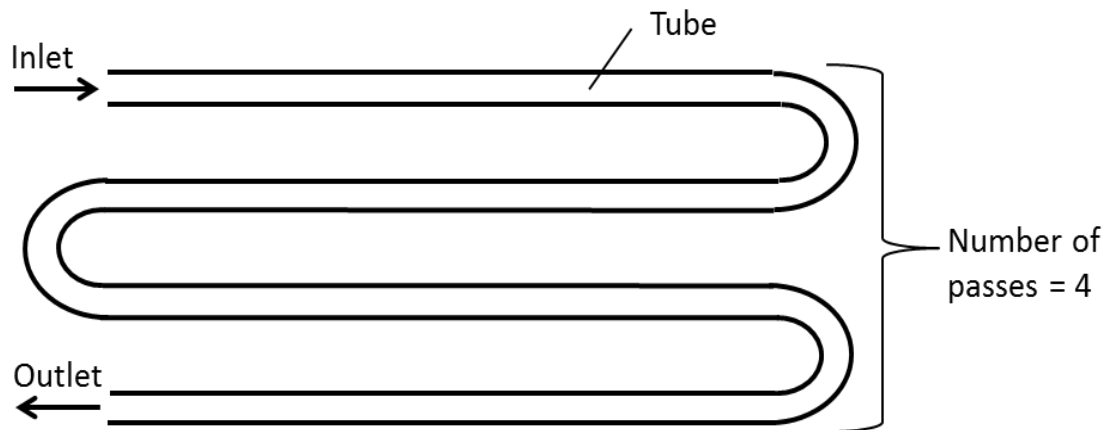 Tube
Inlet
Number of
passes = 4
Outlet